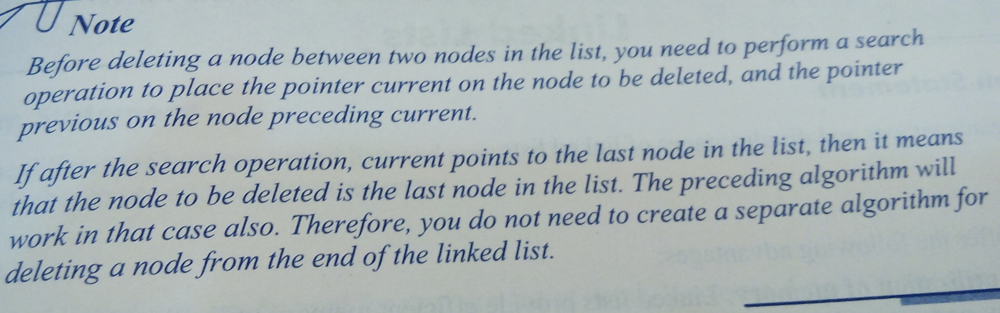 Note
Before deleting a node between two nodes in the list, you need to perform a search
operation to place the pointer current on the node to be deleted, and the pointer
previous on the node preceding current.
If after the search operation, current points to the last node in the list, then it means
that the node to be deleted is the last node in the list. The preceding algorithm will
work in that case also. Therefore, you do not need to create a separate algorithm for
deleting a node from the end of the linked list.